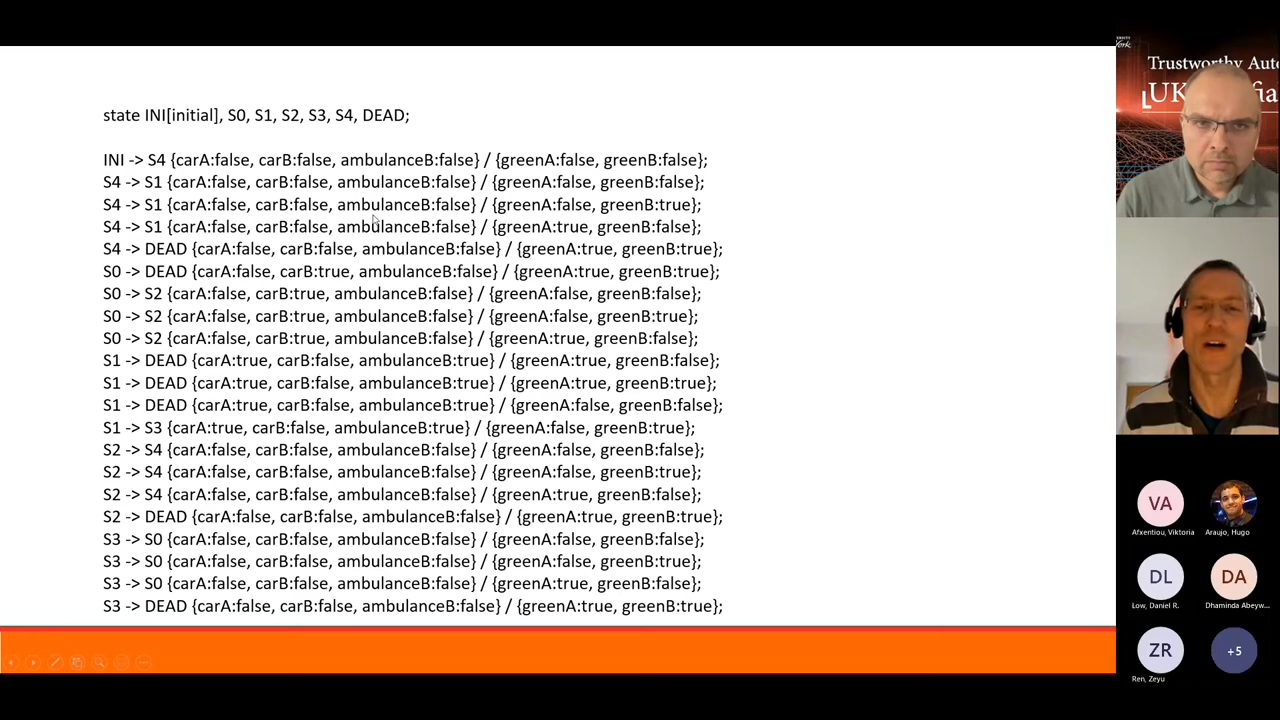 state INI[initial], S0, S1, S2, S3, S4, DEAD;
INI -> S4 {carA:false, carB:false, ambulanceB:false} / {greenA:false, greenB:false};
S4 -> S1 {carA:false, carB:false, ambulanceB:false} / {greenA:false, greenB:false};
S4 -> S1 {carA:false, carB:false, ambulanceB:false} / {greenA:false, greenB:true};
S4 -> S1 {carA:false, carB:false, ambulanceB:false} / {greenA:true, greenB:false};
S4 -> DEAD {carA:false, carB:false, ambulanceB:false} / {greenA:true, greenB:true};
S0 -> DEAD {carA:false, carB:true, ambulanceB:false} / {greenA:true, greenB:true};
S0 -> S2 {carA:false, carB:true, ambulanceB:false} / {greenA:false, greenB:false};
S0 -> S2 {carA:false, carB:true, ambulanceB:false} / {greenA:false, greenB:true};
S0 -> S2 {carA:false, carB:true, ambulanceB:false} / {greenA:true, greenB:false};
S1 -> DEAD {carA:true, carB:false, ambulanceB:true} / {greenA:true, greenB:false};
S1 -> DEAD {carA:true, carB:false, ambulanceB:true} / {greenA:true, greenB:true};
S1 -> DEAD {carA:true, carB:false, ambulanceB:true} / {greenA:false, greenB:false};
S1 -> S3 {carA:true, carB:false, ambulanceB:true} / {greenA:false, greenB:true};
S2 -> S4 {carA:false, carB:false, ambulanceB:false} / {greenA:false, greenB:false};
S2 -> S4 {carA:false, carB:false, ambulanceB:false} / {greenA:false, greenB:true};
S2 -> S4 {carA:false, carB:false, ambulanceB:false} / {greenA:true, greenB:false};
S2 -> DEAD {carA:false, carB:false, ambulanceB:false} / {greenA:true, greenB:true};
S3 -> S0 {carA:false, carB:false, ambulanceB:false} / {greenA:false, greenB:false};
S3 -> S0 {carA:false, carB:false, ambulanceB:false} / {greenA:false, greenB:true};
S3 -> S0 {carA:false, carB:false, ambulanceB:false} / {greenA:true, greenB:false};
S3 -> DEAD {carA:false, carB:false, ambulanceB:false} / {greenA:true, greenB:true};
Trustworthy Auto
UK
VA
Afxentiou, Viktoria
Araujo, Hugo
DL
DA
Low, Daniel R.
Dhaminda Abeyw...
ZR
+5
Ren, Zeyu